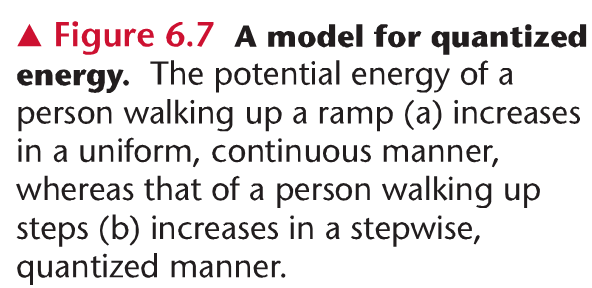 ▲ Figure 6.7 A model for quantized
energy. The potential energy of a
person walking up a ramp (a) increases
in a uniform, continuous manner,
whereas that of a person walking up
steps (b) increases in a stepwise,
quantized manner.